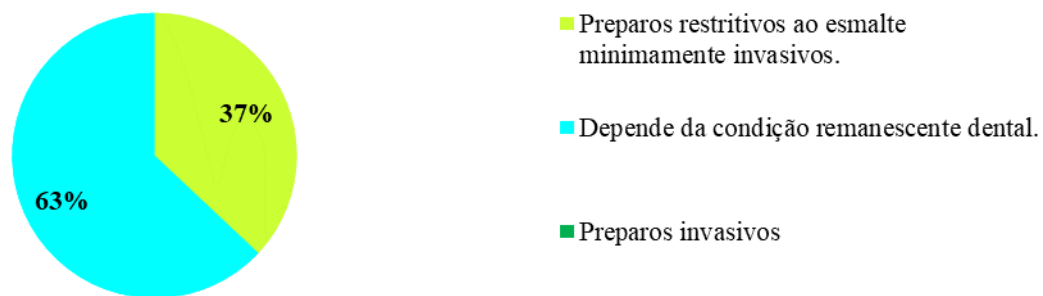 Preparos restritivos ao esmalte
minimamente invasivos.
37%
Depende da condição remanescente dental.
63%
Preparos invasivos